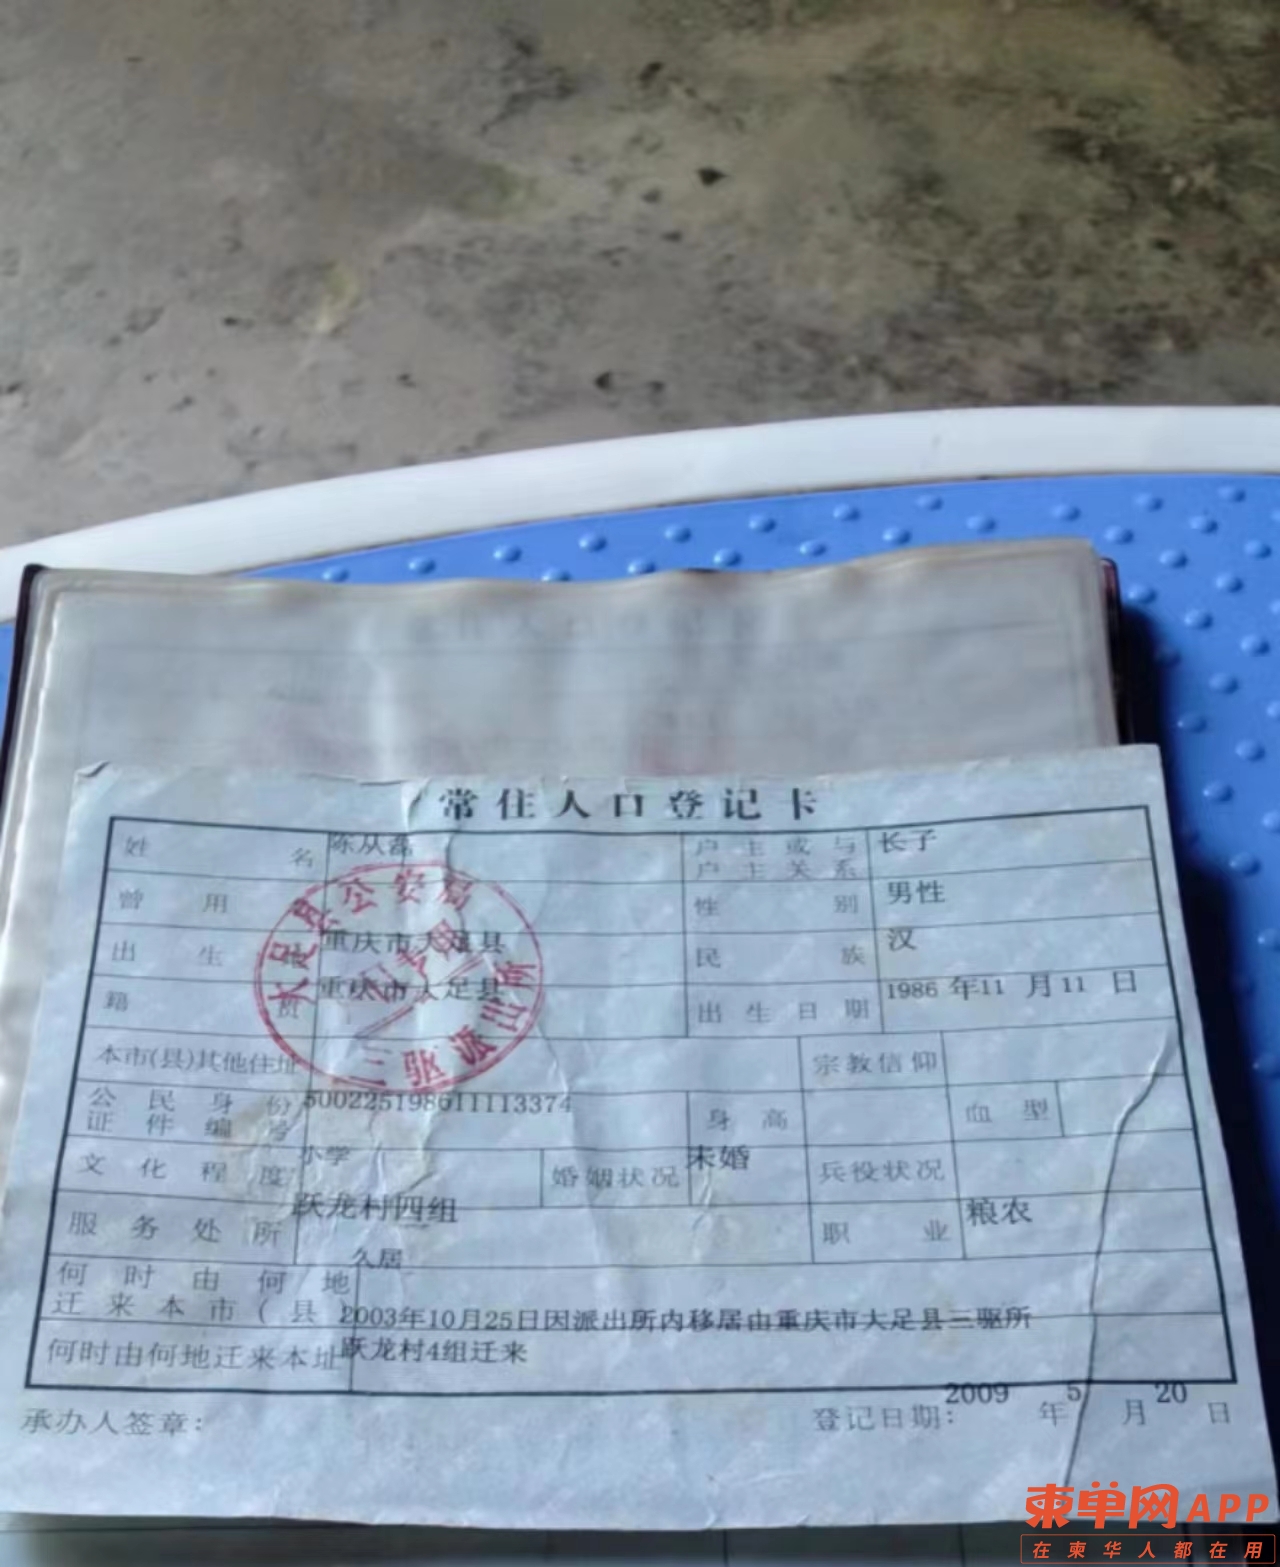 常住人口登记卡
姓名 陈从磊 户主或与户主关系 长子
曾用 性别 男性
出生 重庆市大足县 民族 汉
籍贯 重庆市大足县 出生日期 1986年11月11日
本市(县)其他住址 宗教信仰
公民身份证件编号 500225198611113374 身高 血型
文化程度 小学 婚姻状况 未婚 兵役状况
服务处所 跃龙村四组 职业 粮农
久居
何时由何地迁来本市(县
2003年10月25日因派出所内移居由重庆市大足县三驱所
何时由何地迁来本址 跃龙村4组迁来
承办人签章: 登记日期: 2009年5月20日
大足县公安局
三驱派出所
柬单网APP
在柬华人都在用